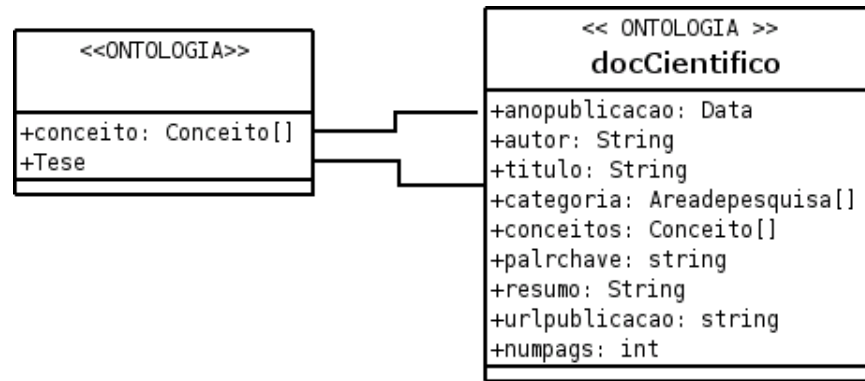 <<ONTOLOGIA>>
+conceito: Conceito[]
+Tese
<< ONTOLOGIA >>
docCientifico
+anopublicacao: Data
+autor: String
+titulo: String
+categoria: Areadepesquisa[]
+conceitos: Conceito[]
+palrchave: string
+resumo: String
+urlpublicacao: string
+numpags: int